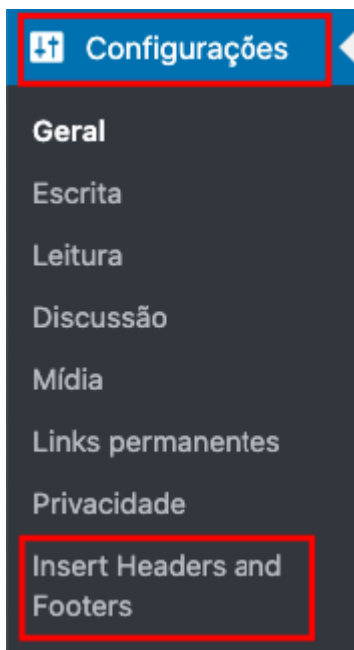 Configurações
Geral
Escrita
Leitura
Discussão
Mídia
Links permanentes
Privacidade
Insert Headers and
Footers